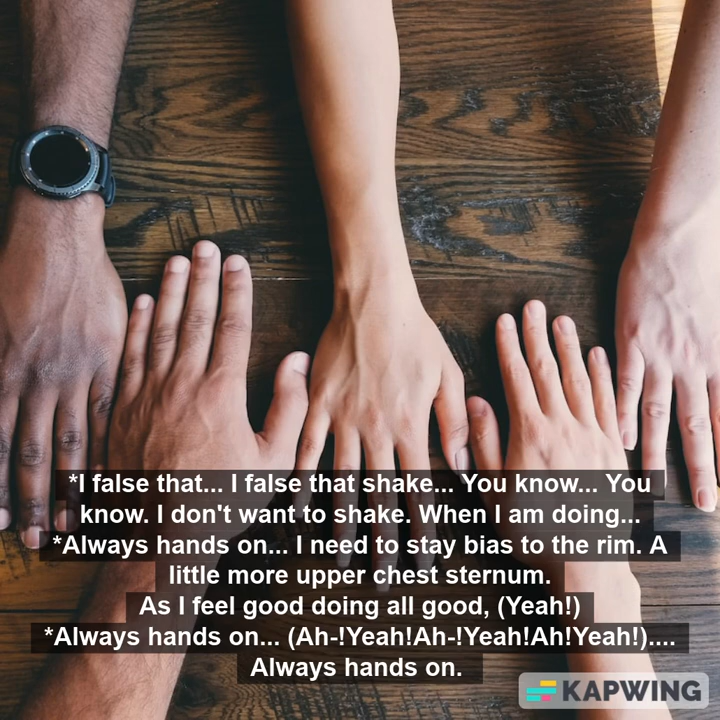 *I false that... I false that shake... You know... You
know. I don't want to shake. When I am doing...
*Always hands on... I need to stay bias to the rim. A
little more upper chest sternum.
As I feel good doing all good, (Yeah!)
*Always hands on... (Ah-!Yeah!Ah-!Yeah!Ah!Yeah!)....
Always hands on.
KAPWING